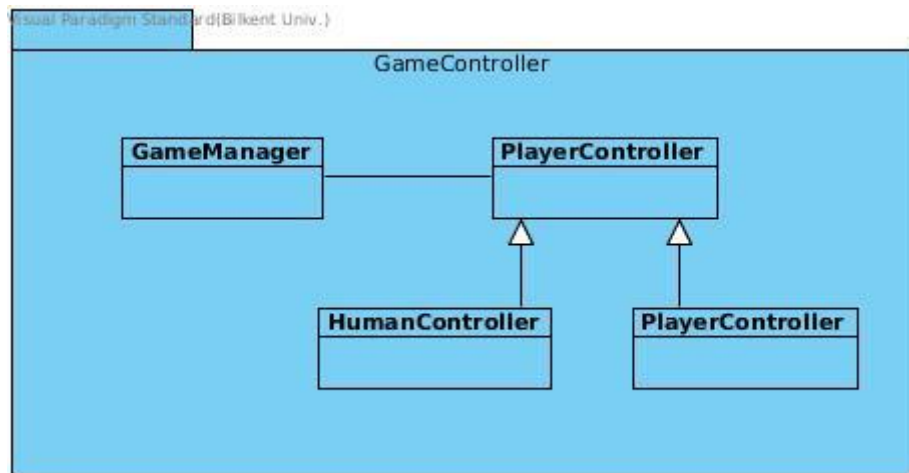 Visual Paradigm Standard(Bilkent Univ.)
GameController
GameManager
PlayerController
HumanController
PlayerController